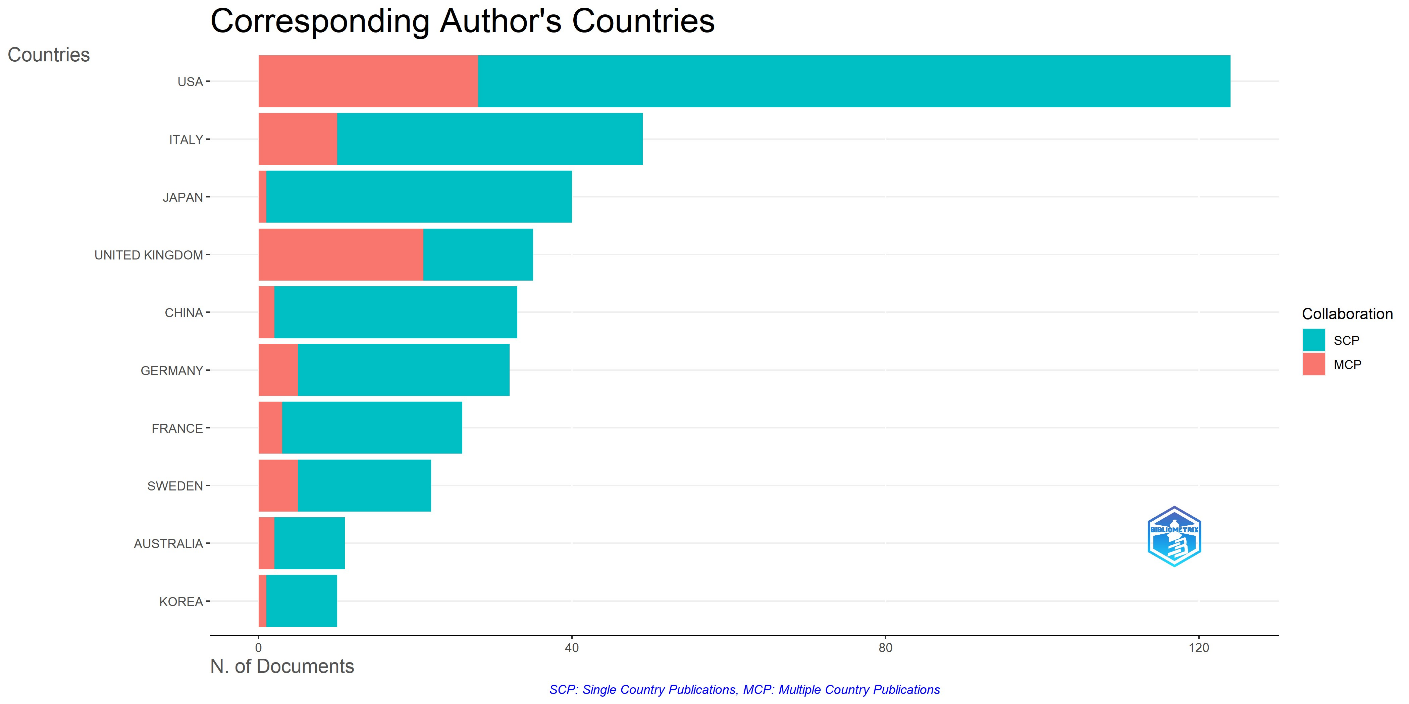 Corresponding Author's Countries
Countries
USA
ITALY
JAPAN
UNITED KINGDOM
CHINA
GERMANY
FRANCE
SWEDEN
AUSTRALIA
KOREA
0 40 80 120
N. of Documents
Collaboration
SCP
MCP
BIBLIOMETRIX
SCP: Single Country Publications, MCP: Multiple Country Publications